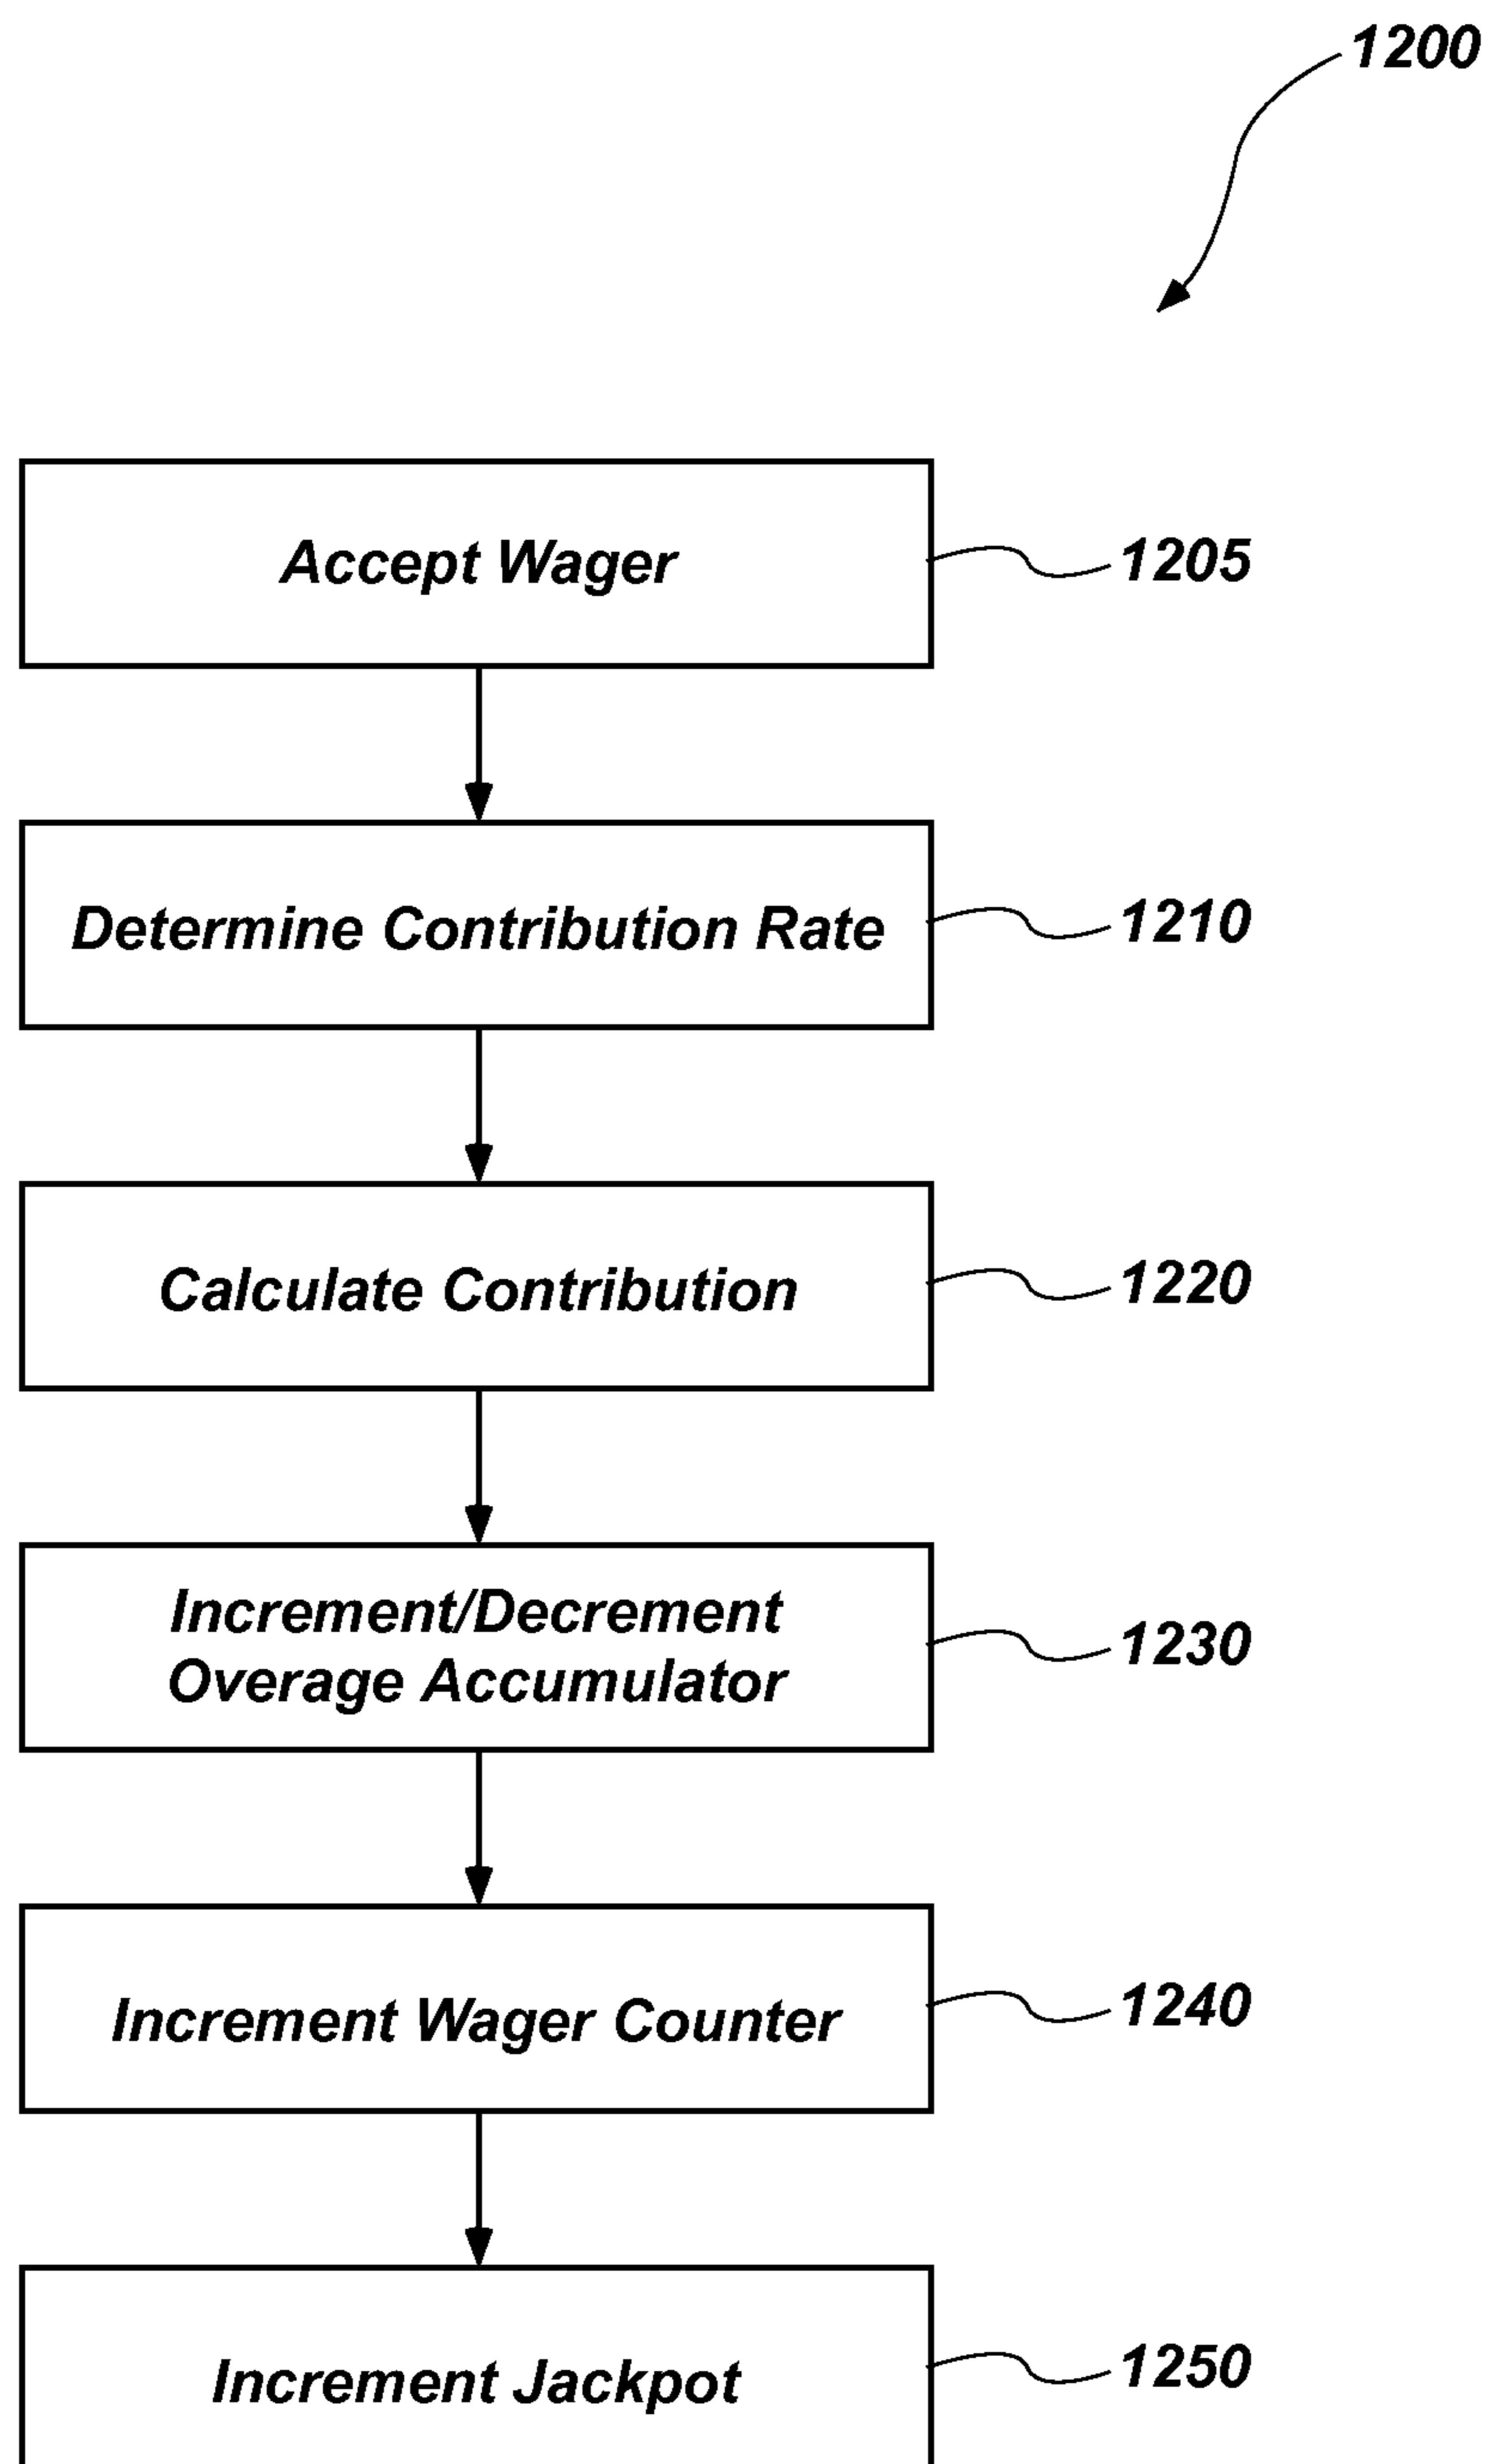 1200
Accept Wager
1205
Determine Contribution Rate
1210
Calculate Contribution
1220
Increment/Decrement
Overage Accumulator
1230
Increment Wager Counter
1240
Increment Jackpot
1250